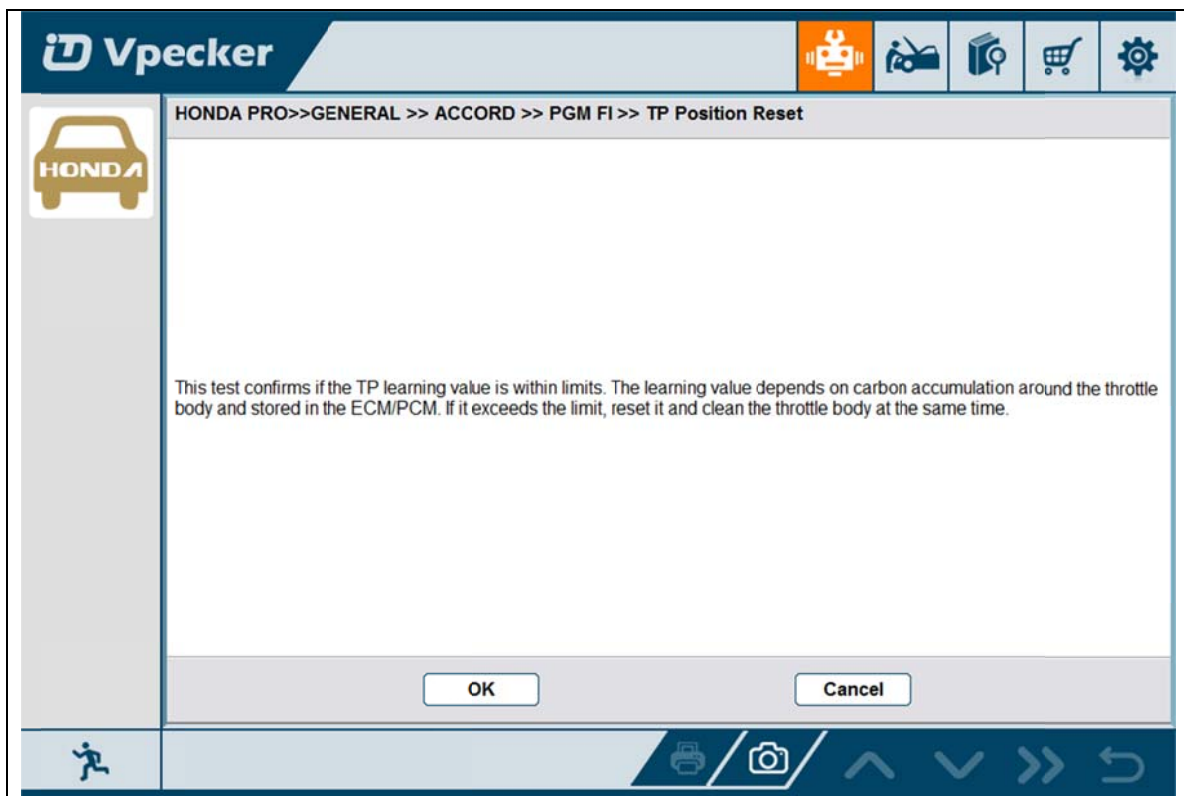 Vpecker
HONDA PRO>>GENERAL >> ACCORD >> PGM FI >> TP Position Reset
HONDA
This test confirms if the TP learning value is within limits. The learning value depends on carbon accumulation around the throttle
body and stored in the ECM/PCM. If it exceeds the limit, reset it and clean the throttle body at the same time.
OK
Cancel